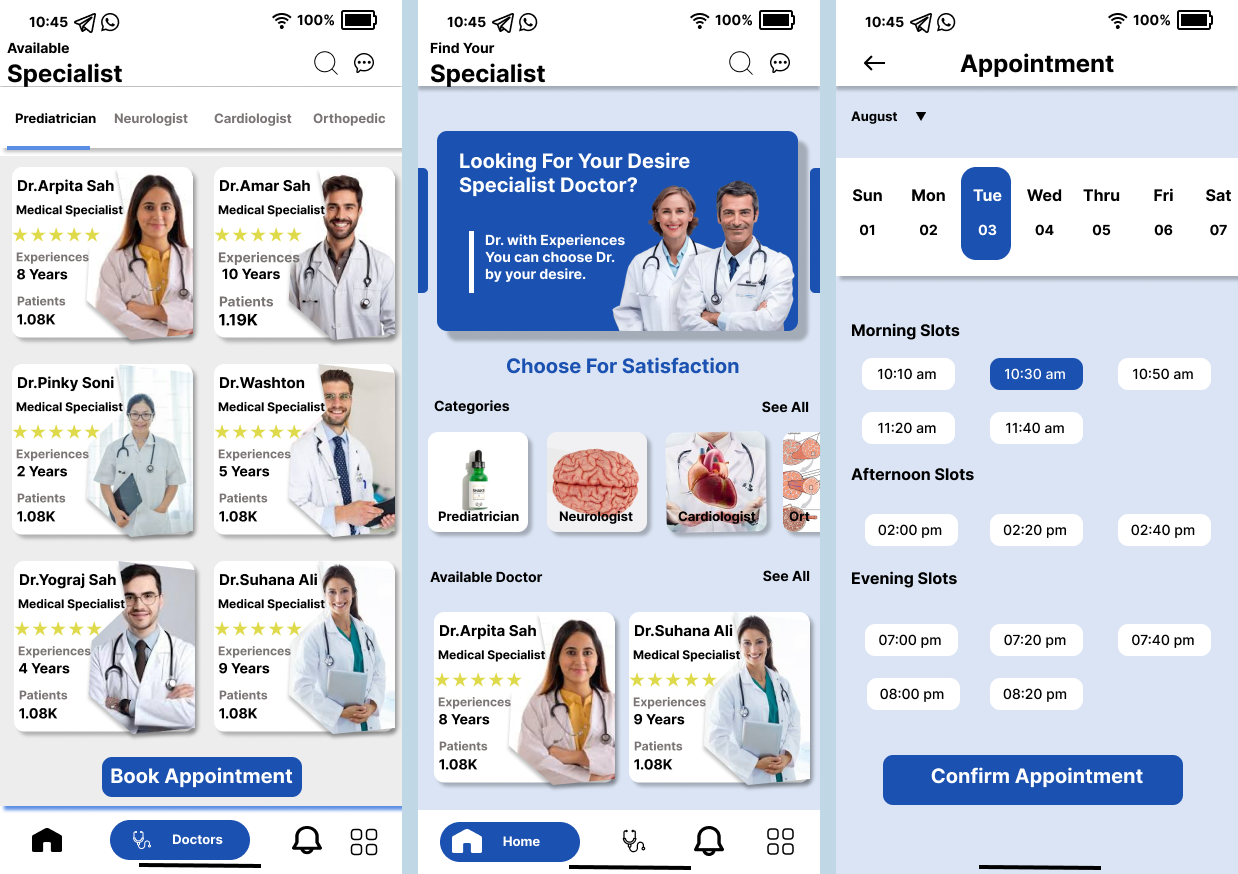 10:45 100%
Available
Specialist
Prediatrician Neurologist Cardiologist Orthopedic
Dr.Arpita Sah
Medical Specialist
Experiences
8 Years
Patients
1.08K
Dr.Amar Sah
Medical Specialist
Experiences
10 Years
Patients
1.19K
Dr.Pinky Soni
Medical Specialist
Experiences
2 Years
Patients
1.08K
Dr.Washton
Medical Specialist
Experiences
5 Years
Patients
1.08K
Dr.Yograj Sah
Medical Specialist
Experiences
4 Years
Patients
1.08K
Dr.Suhana Ali
Medical Specialist
Experiences
9 Years
Patients
1.08K
Book Appointment
Doctors
10:45 100%
Find Your
Specialist
Looking For Your Desire
Specialist Doctor?
Dr. with Experiences
You can choose Dr.
by your desire.
Choose For Satisfaction
Categories See All
Prediatrician Neurologist Cardiologist Ort
Available Doctor See All
Dr.Arpita Sah
Medical Specialist
Experiences
8 Years
Patients
1.08K
Dr.Suhana Ali
Medical Specialist
Experiences
9 Years
Patients
1.08K
Home
10:45 100%
Appointment
August
Sun Mon Tue Wed Thru Fri Sat
01 02 03 04 05 06 07
Morning Slots
10:10 am 10:30 am 10:50 am
11:20 am 11:40 am
Afternoon Slots
02:00 pm 02:20 pm 02:40 pm
Evening Slots
07:00 pm 07:20 pm 07:40 pm
08:00 pm 08:20 pm
Confirm Appointment